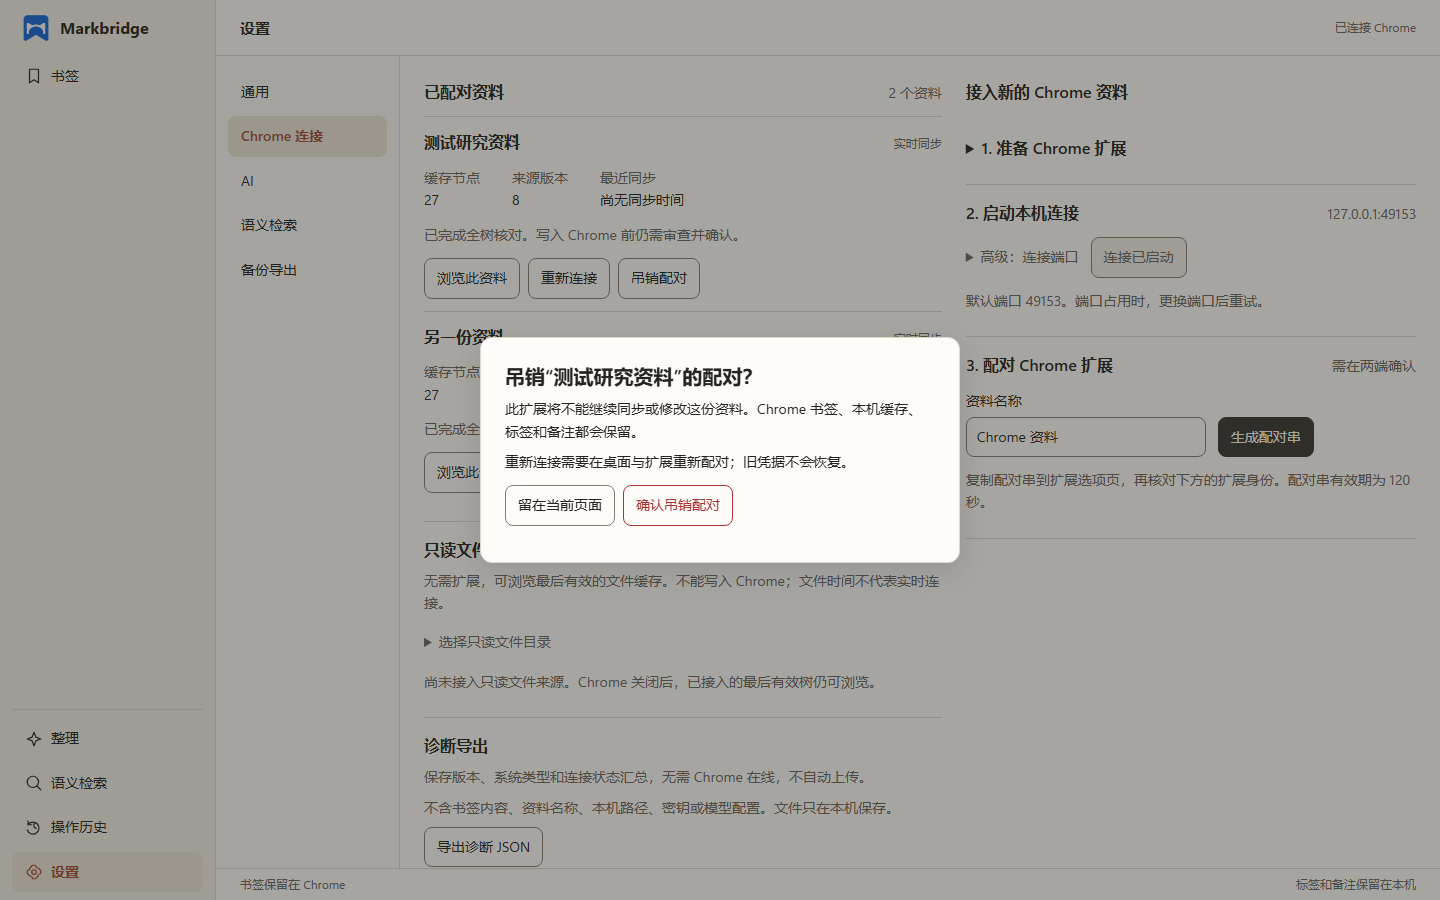 Markbridge
书签
整理
语义检索
操作历史
设置
设置
已连接 Chrome
通用
Chrome 连接
AI
语义检索
备份导出
已配对资料
2 个资料
测试研究资料
实时同步
缓存节点
来源版本
最近同步
27
8
尚无同步时间
已完成全树核对。写入 Chrome 前仍需审查并确认。
浏览此资料
重新连接
吊销配对
另一份资料
实时同步
缓存节点
27
已完成全
浏览此
吊销“测试研究资料”的配对？
此扩展将不能继续同步或修改这份资料。Chrome 书签、本机缓存、
标签和备注都会保留。
重新连接需要在桌面与扩展重新配对；旧凭据不会恢复。
留在当前页面
确认吊销配对
只读文件
无需扩展，可浏览最后有效的文件缓存。不能写入 Chrome；文件时间不代表实时连
接。
选择只读文件目录
尚未接入只读文件来源。Chrome 关闭后，已接入的最后有效树仍可浏览。
诊断导出
保存版本、系统类型和连接状态汇总，无需 Chrome 在线，不自动上传。
不含书签内容、资料名称、本机路径、密钥或模型配置。文件只在本机保存。
导出诊断 JSON
接入新的 Chrome 资料
1. 准备 Chrome 扩展
2. 启动本机连接
127.0.0.1:49153
高级：连接端口
连接已启动
默认端口 49153。端口占用时，更换端口后重试。
3. 配对 Chrome 扩展
需在两端确认
资料名称
Chrome 资料
生成配对串
复制配对串到扩展选项页，再核对下方的扩展身份。配对串有效期为 120
秒。
书签保留在 Chrome
标签和备注保留在本机